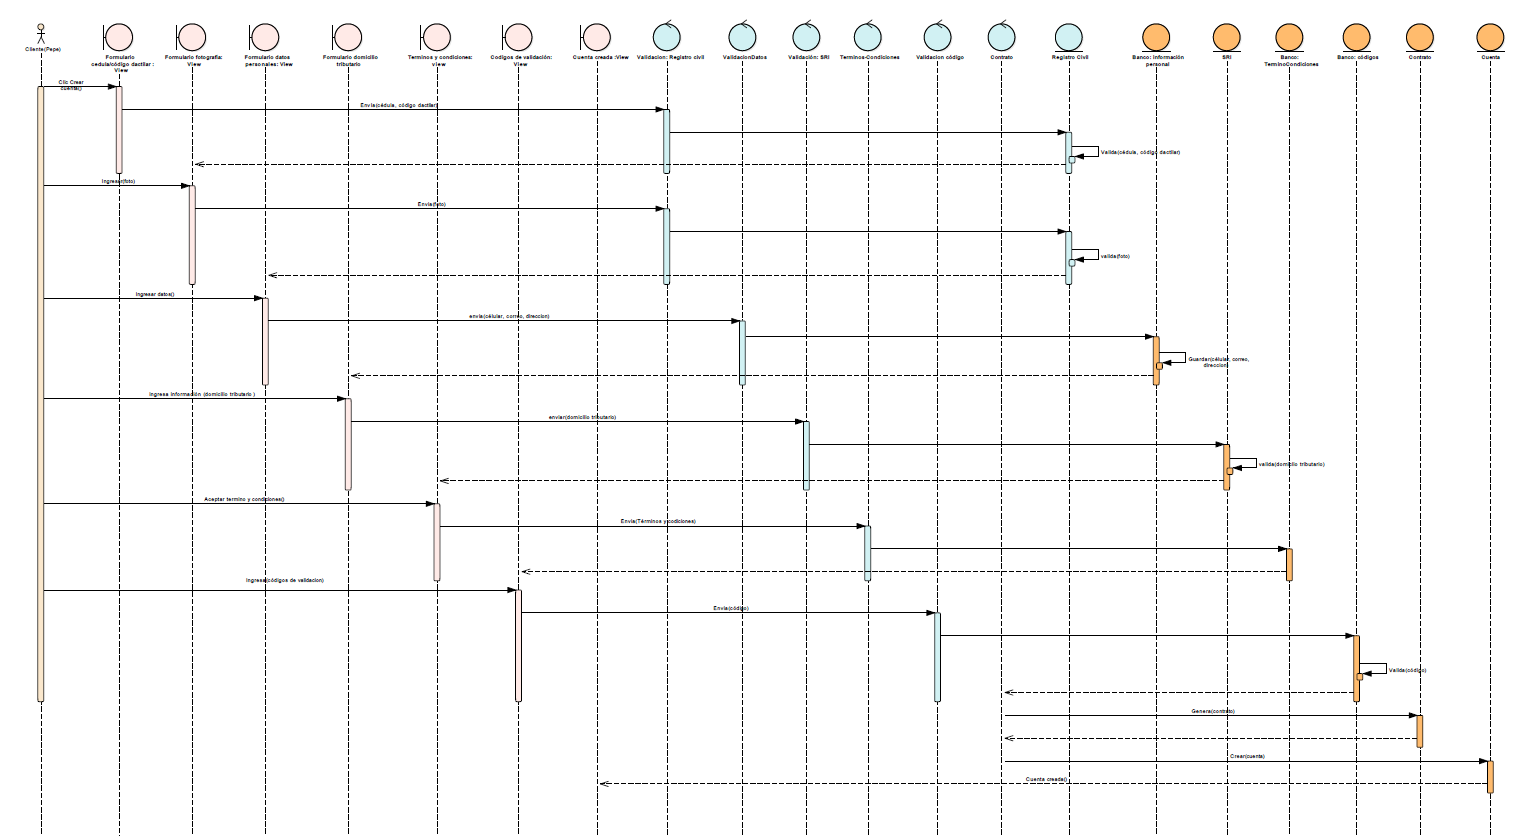 Cliente(Pepe)
Formulario
cedula/código dactilar :
View
Formulario fotografía:
View
Formulario datos
personales: View
Formulario domicilio
tributario
Terminos y condiciones:
view
Codigos de validación:
View
Cuenta creada :View
Validacion: Registro civil
ValidacionDatos
Validación: SRI
Terminos-Condiciones
Validacion código
Contrato
Registro Civil
Banco: Información
personal
SRI
Banco:
TerminoCondiciones
Banco: códigos
Contrato
Cuenta
Clic Crear
cuenta()
Envia(cédula, código dactilar)
Valida(cédula, código dactilar)
Ingresar(foto)
Envia(foto)
valida(foto)
Ingresar datos()
envia(célular, correo, direccion)
Guardar(célular, correo,
direccion)
Ingresa información (domicilio tributario )
enviar(domicilio tributario)
valida(domicilio tributario)
Aceptar termino y condiciones()
Envia(Términos y codiciones)
Ingresa(códigos de validacion)
Envia(código)
Valida(código)
Genera(contrato)
Crear(cuenta)
Cuenta creada()